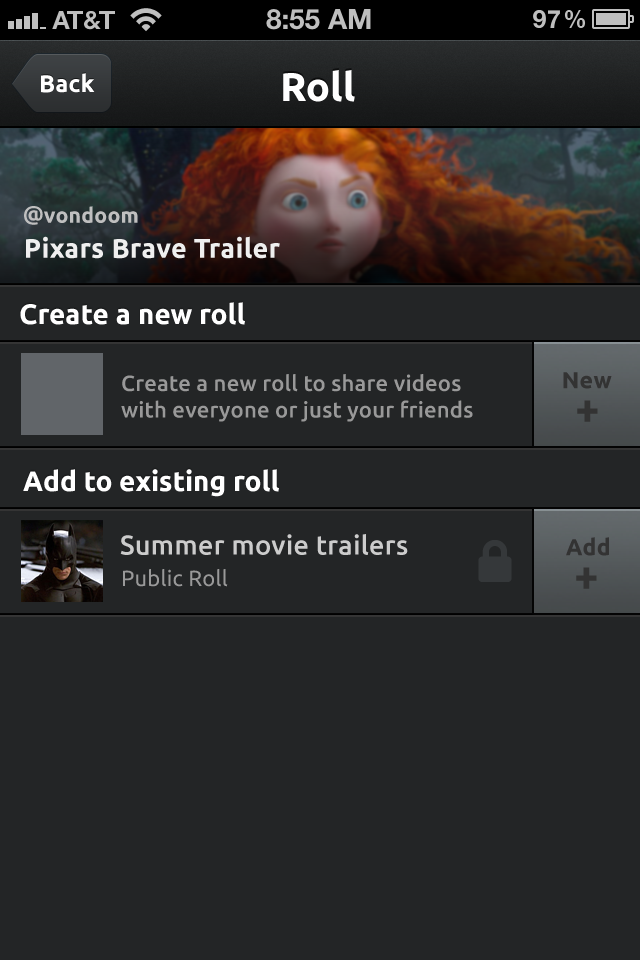 AT&T 8:55 AM 97%
Back Roll
@vondoom
Pixars Brave Trailer
Create a new roll
Create a new roll to share videos
with everyone or just your friends
New
+
Add to existing roll
Summer movie trailers
Public Roll
Add
+